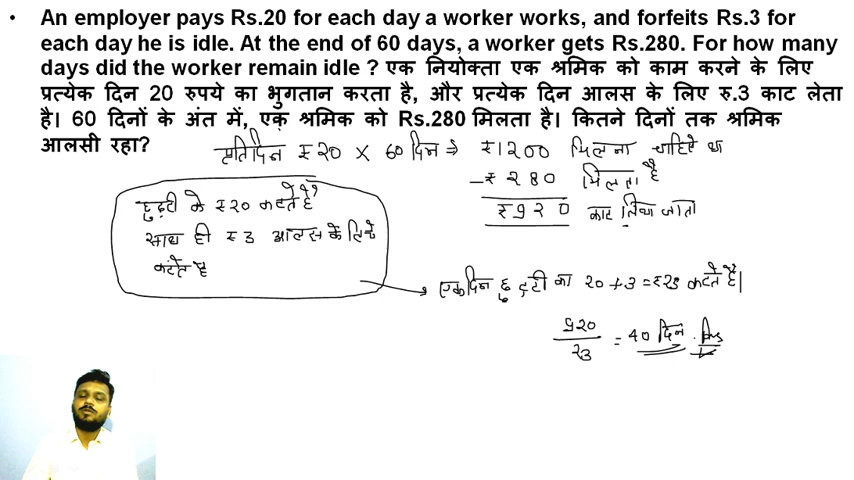 • An employer pays Rs.20 for each day a worker works, and forfeits Rs.3 for
each day he is idle. At the end of 60 days, a worker gets Rs.280. For how many
days did the worker remain idle ? एक नियोक्ता एक श्रमिक को काम करने के लिए
प्रत्येक दिन 20 रुपये का भुगतान करता है, और प्रत्येक दिन आलस के लिए रु.3 काट लेता
है। 60 दिनों के अंत में, एक श्रमिक को Rs.280 मिलता है। कितने दिनों तक श्रमिक
आलसी रहा?
प्रतिदिन ₹20 × 60 दिन ⇒ ₹1200 मिलना चाहिये था
- ₹280 मिलता है
₹920 काट लिया जाता
छुट्टी के ₹20 कटते है
साथ ही ₹3 आलस के लिये
कटते है
एकदिन छुट्टी का 20+3=₹23 कटते है।
920/23 = 40 दिन. Ans